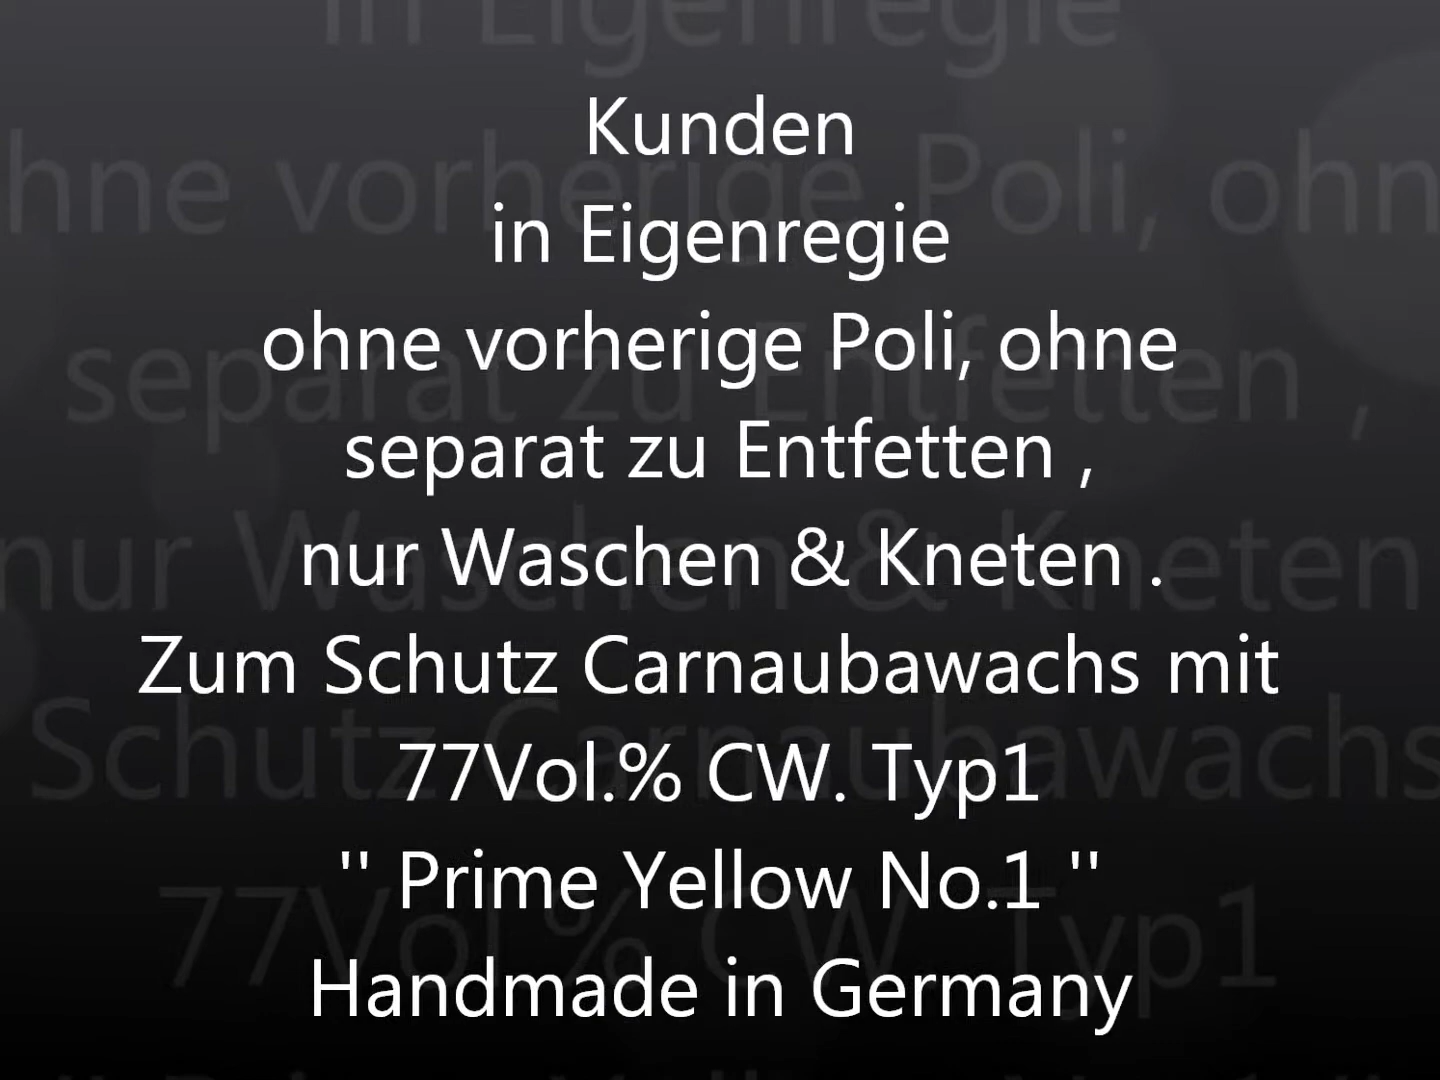 Kunden
in Eigenregie
ohne vorherige Poli, ohne
separat zu Entfetten ,
nur Waschen & Kneten .
Zum Schutz Carnaubawachs mit
77Vol.% CW. Typ1
'' Prime Yellow No.1 ''
Handmade in Germany